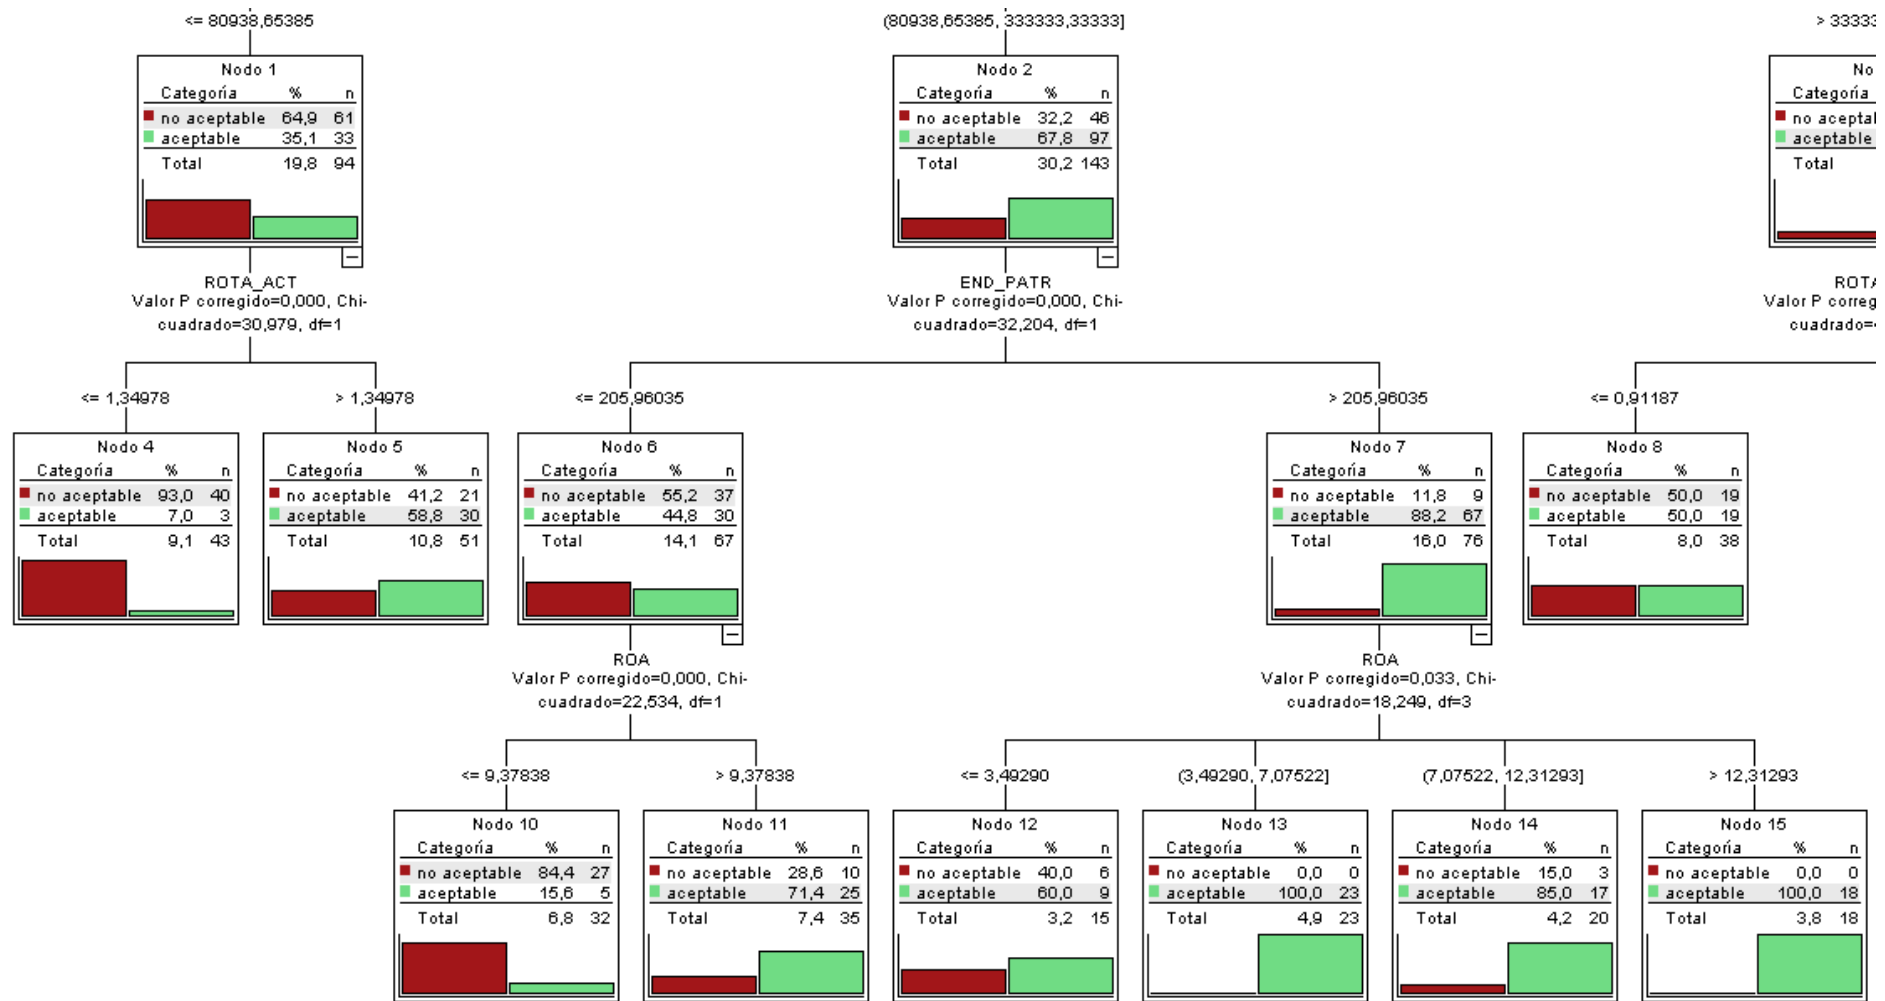 <= 80938,65385
(80938,65385, 333333,33333]
> 33333
Nodo 1
Categoría % n
no aceptable 64,9 61
aceptable 35,1 33
Total 19,8 94
Nodo 2
Categoría % n
no aceptable 32,2 46
aceptable 67,8 97
Total 30,2 143
No
Categoría
no aceptal
aceptable
Total
ROTA_ACT
Valor P corregido=0,000, Chi-
cuadrado=30,979, df=1
END_PATR
Valor P corregido=0,000, Chi-
cuadrado=32,204, df=1
ROTA
Valor P correg
cuadrado=
<= 1,34978
> 1,34978
<= 205,96035
> 205,96035
<= 0,91187
Nodo 4
Categoría % n
no aceptable 93,0 40
aceptable 7,0 3
Total 9,1 43
Nodo 5
Categoría % n
no aceptable 41,2 21
aceptable 58,8 30
Total 10,8 51
Nodo 6
Categoría % n
no aceptable 55,2 37
aceptable 44,8 30
Total 14,1 67
Nodo 7
Categoría % n
no aceptable 11,8 9
aceptable 88,2 67
Total 16,0 76
Nodo 8
Categoría % n
no aceptable 50,0 19
aceptable 50,0 19
Total 8,0 38
ROA
Valor P corregido=0,000, Chi-
cuadrado=22,534, df=1
ROA
Valor P corregido=0,033, Chi-
cuadrado=18,249, df=3
<= 9,37838
> 9,37838
<= 3,49290
(3,49290, 7,07522]
(7,07522, 12,31293]
> 12,31293
Nodo 10
Categoría % n
no aceptable 84,4 27
aceptable 15,6 5
Total 6,8 32
Nodo 11
Categoría % n
no aceptable 28,6 10
aceptable 71,4 25
Total 7,4 35
Nodo 12
Categoría % n
no aceptable 40,0 6
aceptable 60,0 9
Total 3,2 15
Nodo 13
Categoría % n
no aceptable 0,0 0
aceptable 100,0 23
Total 4,9 23
Nodo 14
Categoría % n
no aceptable 15,0 3
aceptable 85,0 17
Total 4,2 20
Nodo 15
Categoría % n
no aceptable 0,0 0
aceptable 100,0 18
Total 3,8 18